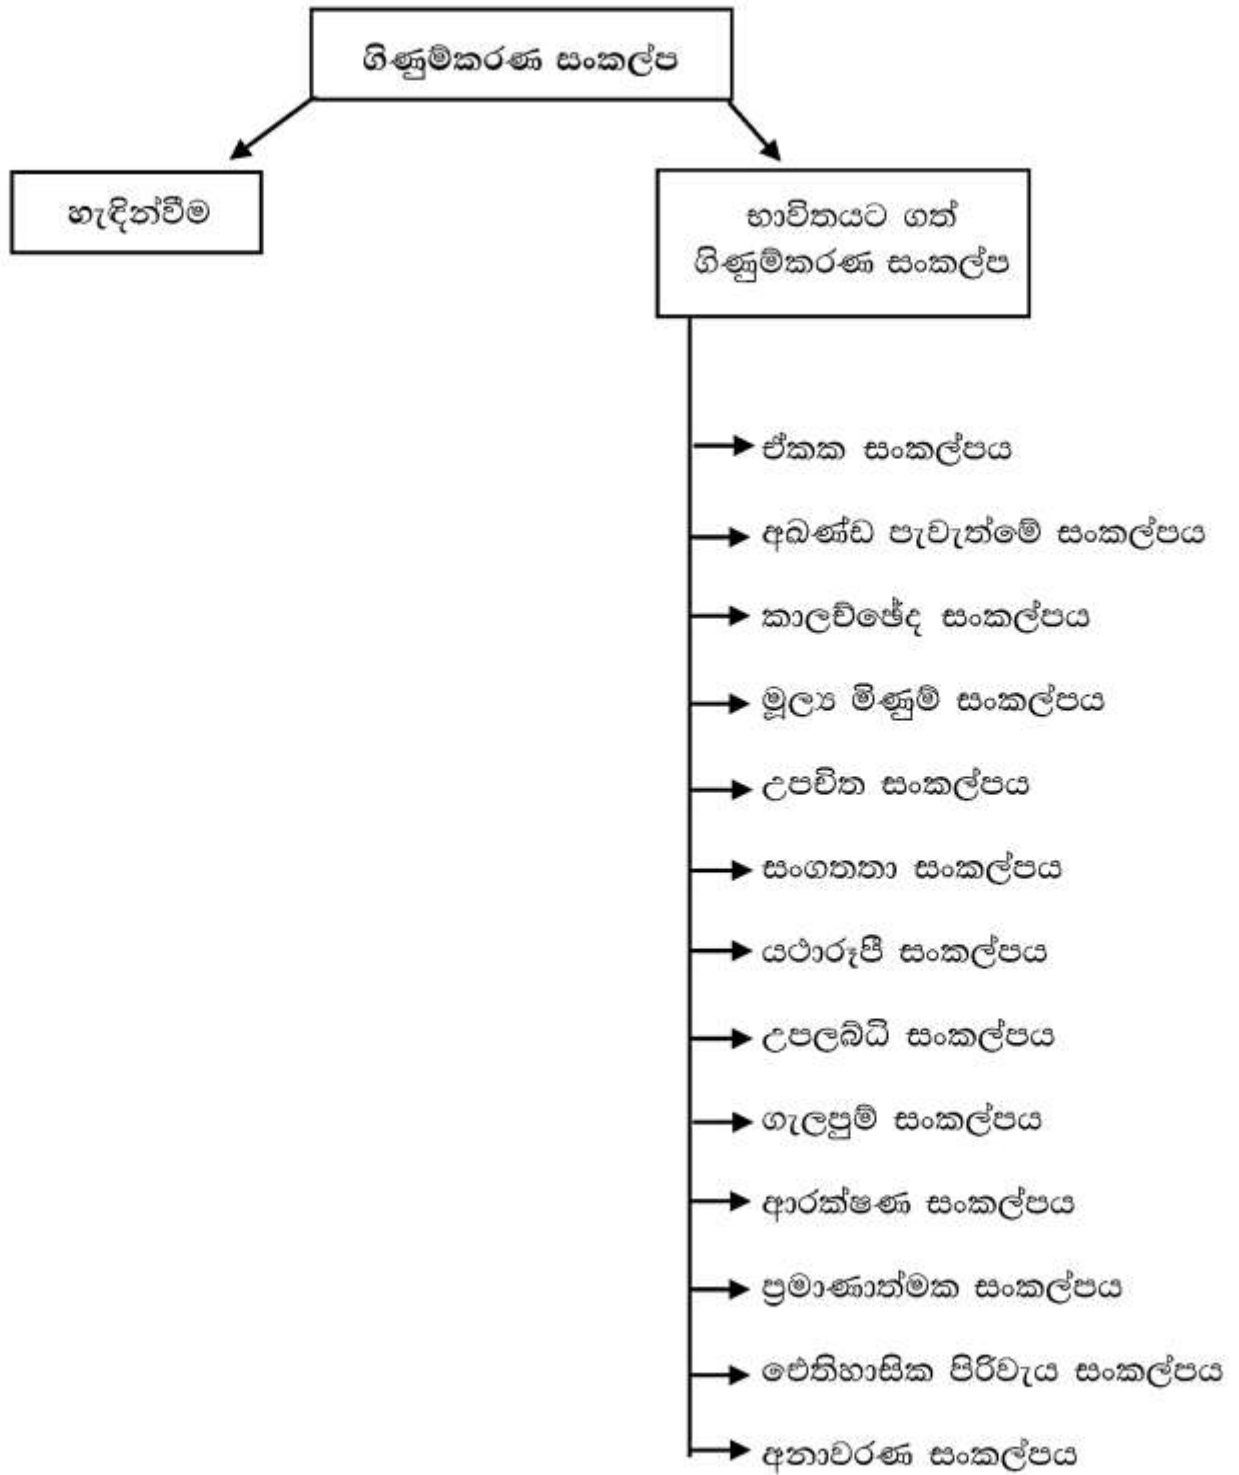 ගිණුම්කරණ සංකල්ප
හැඳින්වීම
භාවිතයට ගත්
ගිණුම්කරණ සංකල්ප
ඒකක සංකල්පය
අඛණ්ඩ පැවැත්මේ සංකල්පය
කාලච්ඡේද සංකල්පය
මූල්‍ය මිණුම් සංකල්පය
උපචිත සංකල්පය
සංගතතා සංකල්පය
යථාරූපී සංකල්පය
උපලබ්ධි සංකල්පය
ගැලපුම් සංකල්පය
ආරක්ෂණ සංකල්පය
ප්‍රමාණාත්මක සංකල්පය
ඓතිහාසික පිරිවැය සංකල්පය
අනාවරණ සංකල්පය